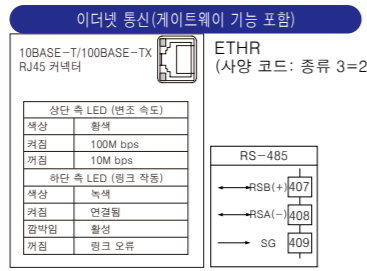 이더넷 통신(게이트웨이 기능 포함)
10BASE-T/100BASE-TX
RJ45 커넥터
ETHR
(사양 코드: 종류 3=2
상단 측 LED (변조 속도)
색상 황색
켜짐 100M bps
꺼짐 10M bps
하단 측 LED (링크 작동)
색상 녹색
켜짐 연결됨
깜박임 활성
꺼짐 링크 오류
RS-485
RSB(+) 407
RSA(-) 408
SG 409